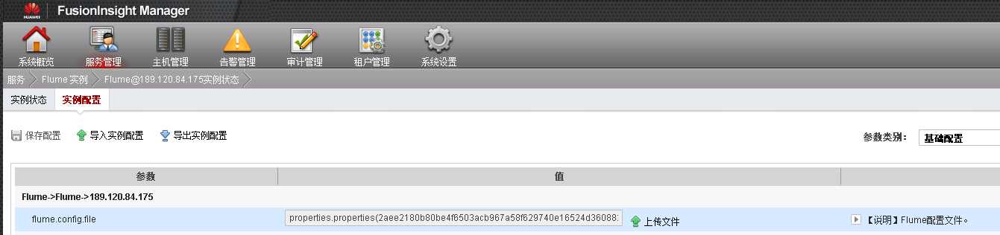 HUAWEI
FusionInsight Manager
系统概览 服务管理 主机管理 告警管理 审计管理 租户管理 系统设置
服务 Flume 实例 Flume@189.120.84.175实例状态
实例状态 实例配置
保存配置 导入实例配置 导出实例配置 参数类别： 基础配置
参数 值
Flume->Flume->189.120.84.175
flume.config.file properties.properties(2aee2180b80be4f6503acb967a58f629740e16524d3608 上传文件 【说明】Flume配置文件。